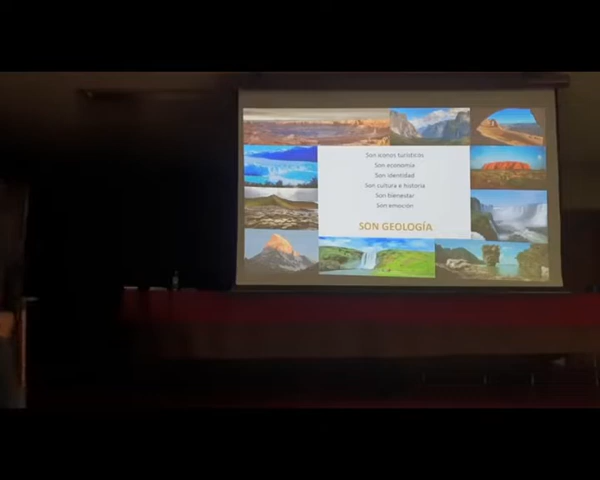 Son iconos turísticos
Son economía
Son identidad
Son cultura e historia
Son bienestar
Son emoción
SON GEOLOGÍA